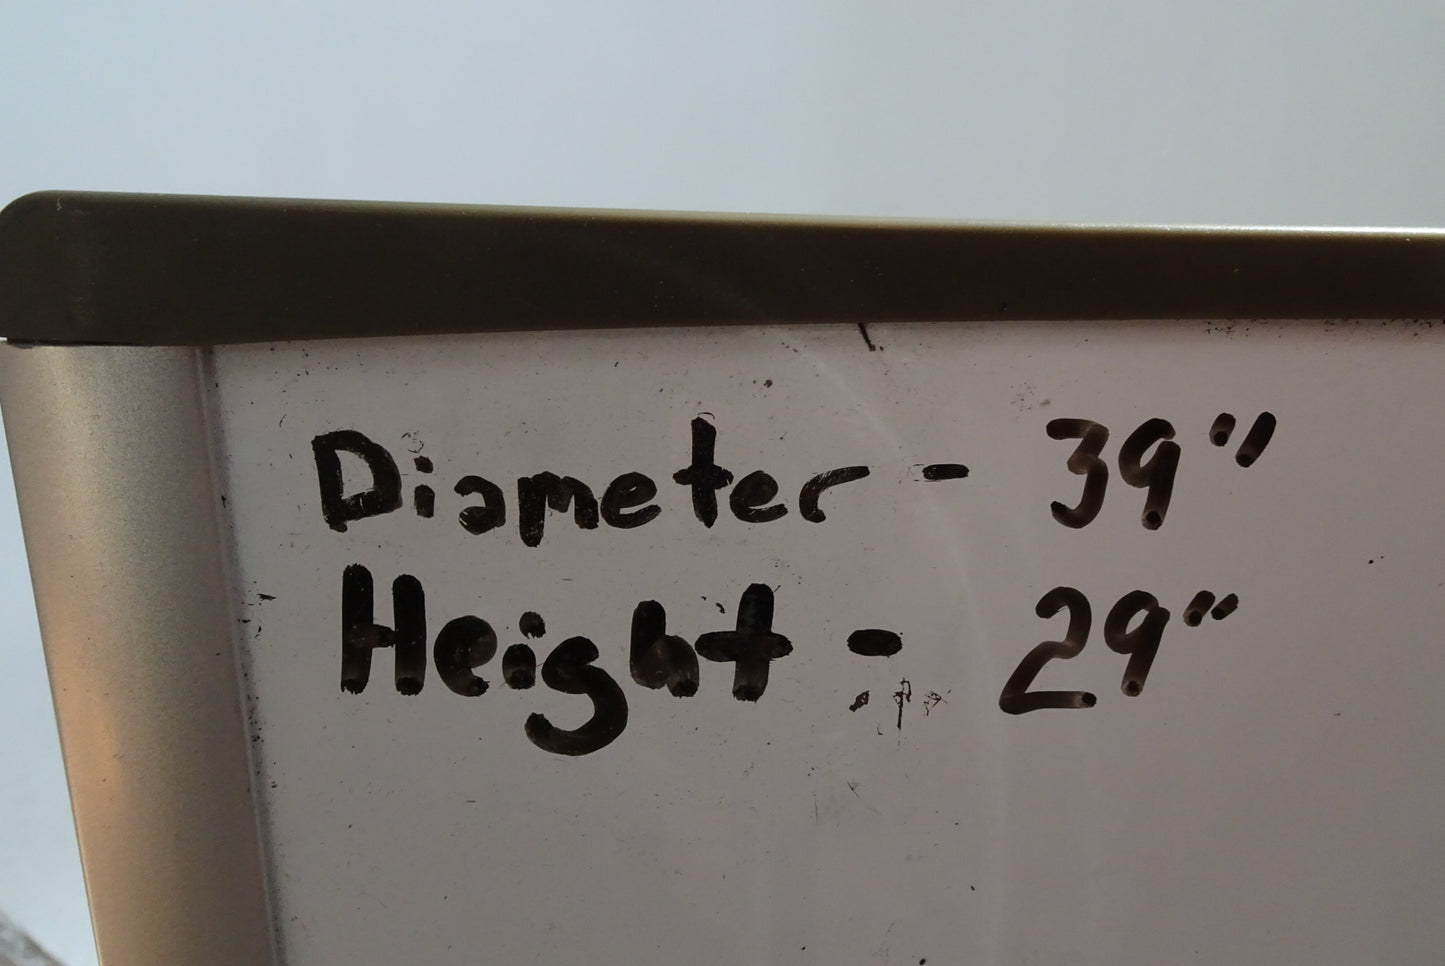 Diameter - 39"
Height - 29"